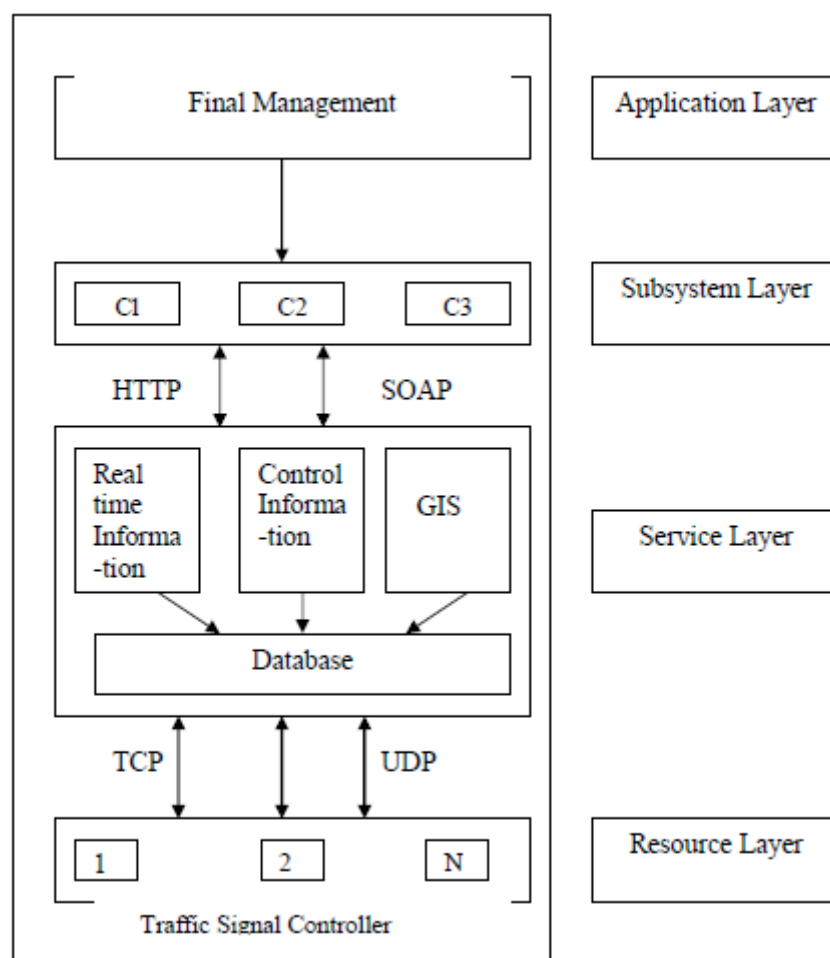 Final Management
Application Layer
C1
C2
C3
Subsystem Layer
HTTP
SOAP
Real
time
Informa
-tion
Control
Informa
-tion
GIS
Service Layer
Database
TCP
UDP
1
2
N
Resource Layer
Traffic Signal Controller